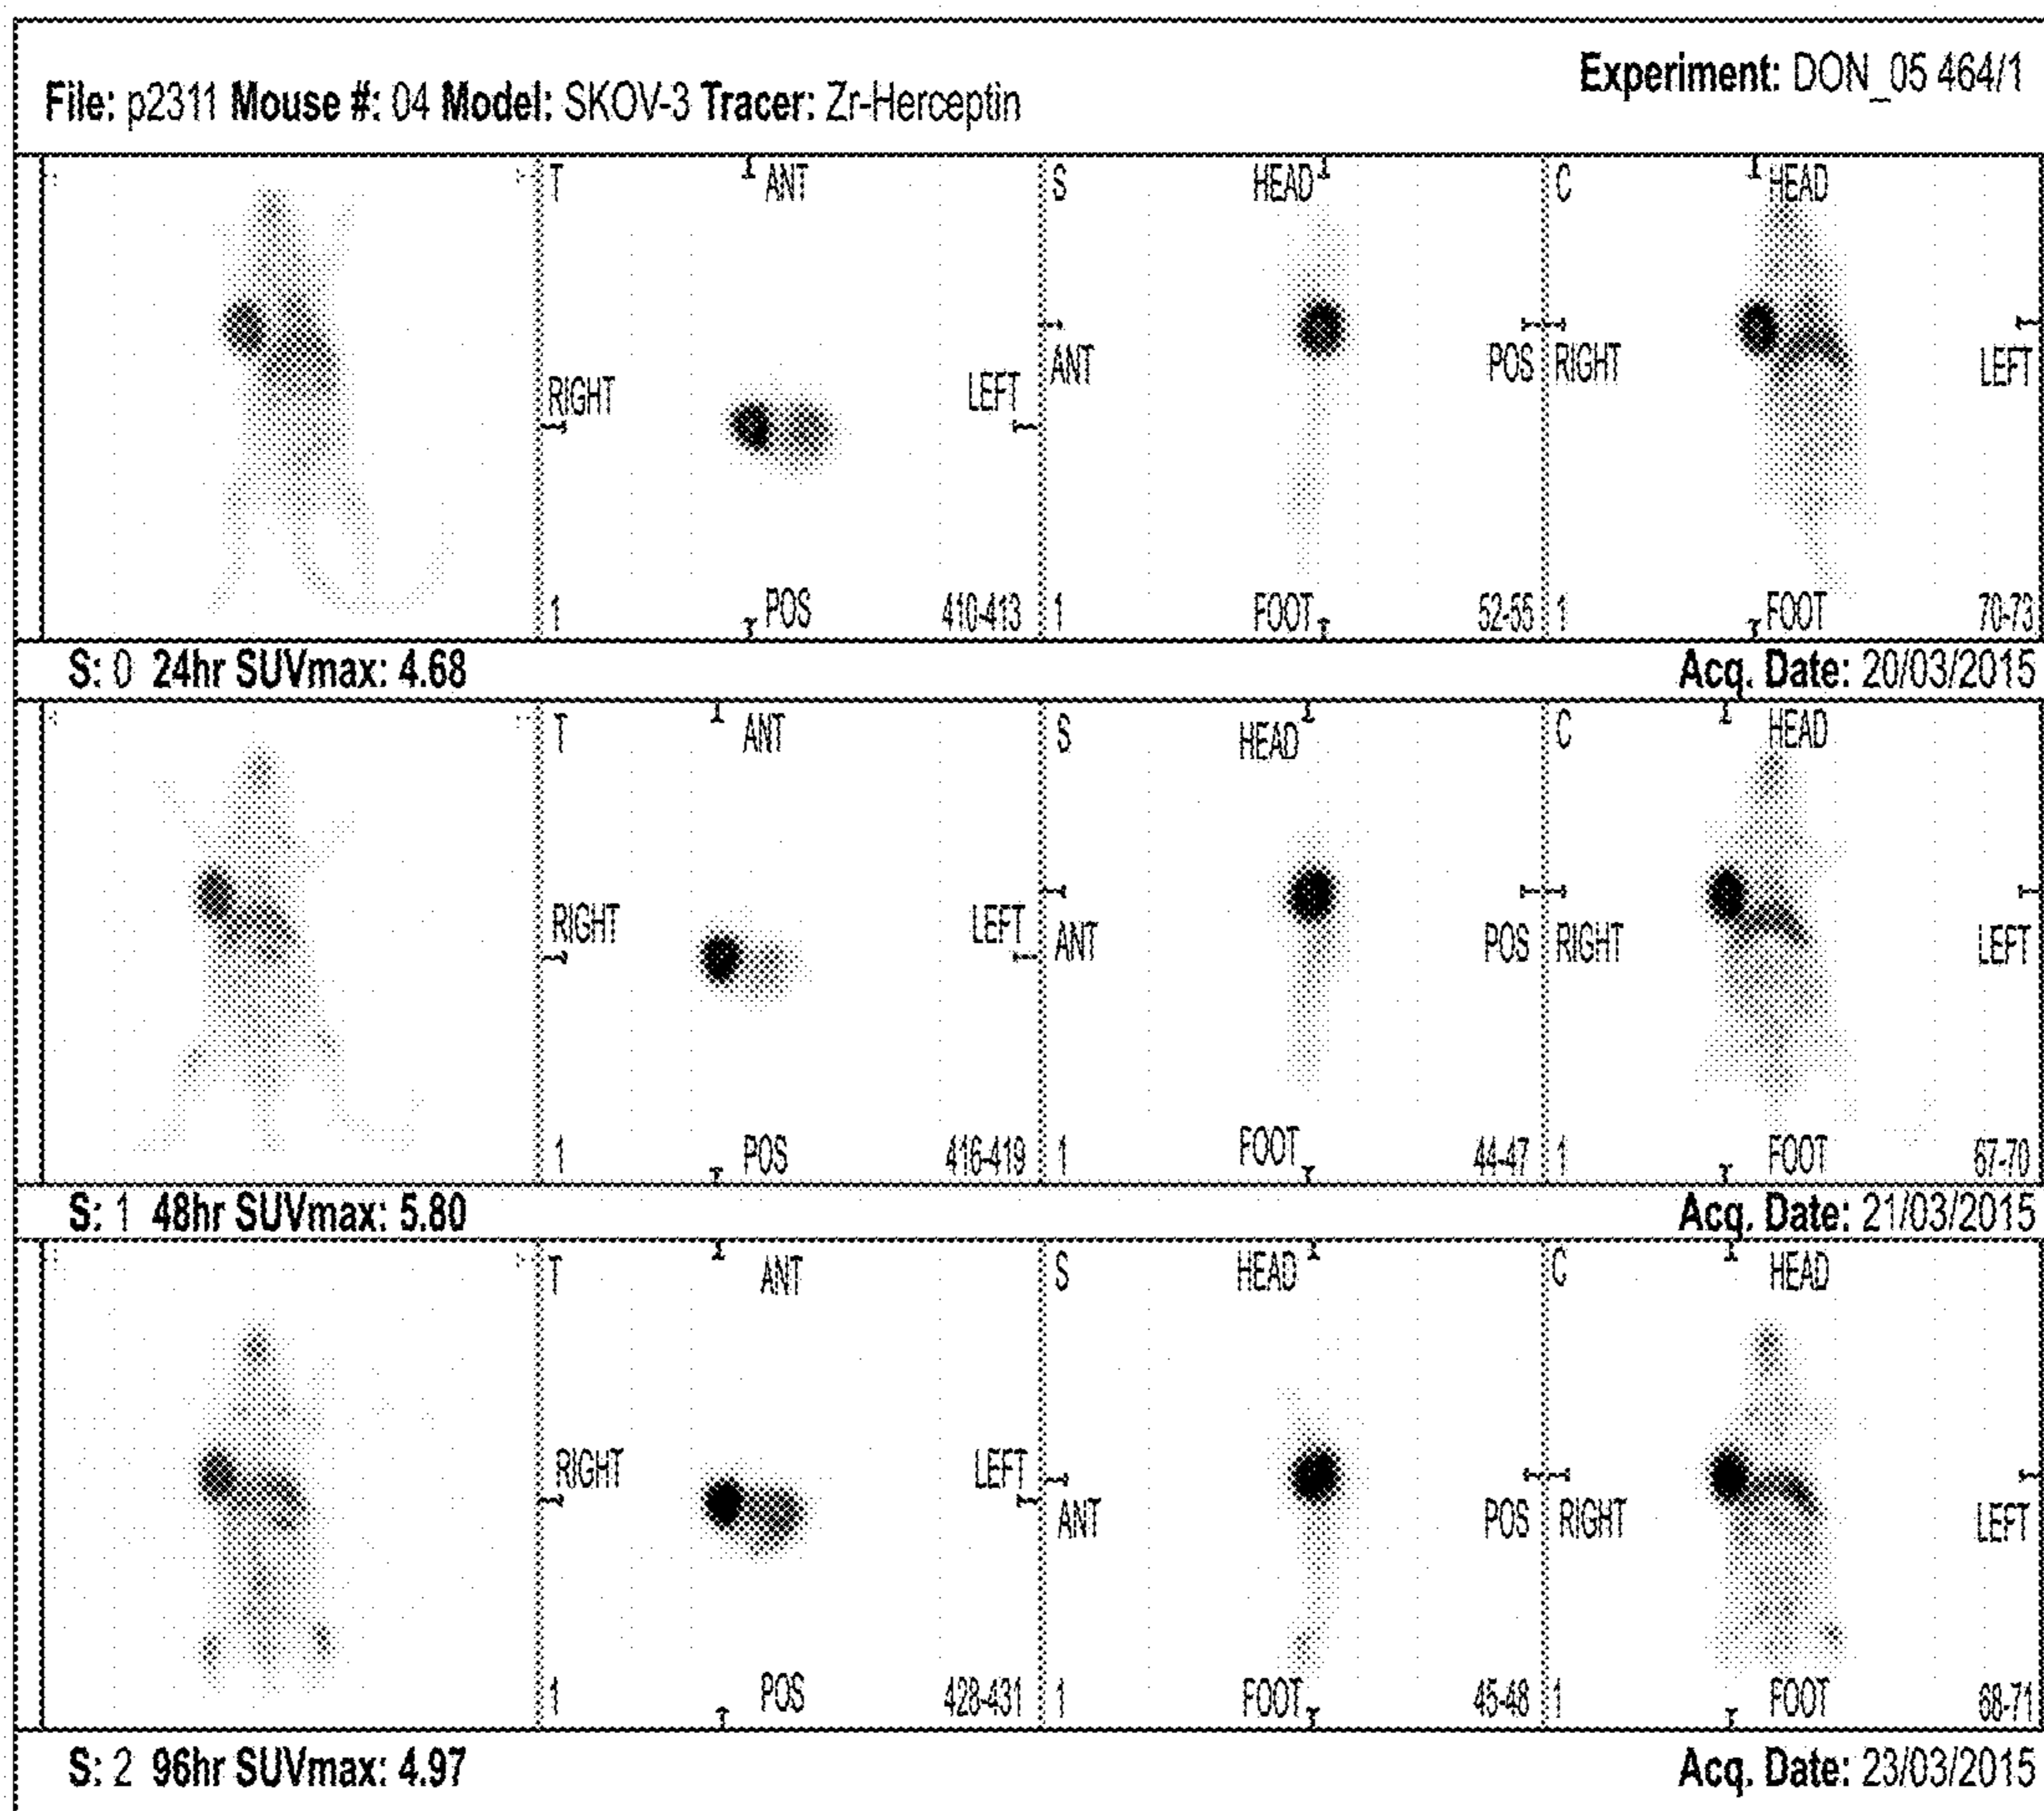 Experiment: DON_05 464/1
File: p2311 Mouse #: 04 Model: SKOV-3 Tracer: Zr-Herceptin
T ANT S HEAD C HEAD
RIGHT LEFT ANT POS RIGHT LEFT
1 POS 410-413 1 FOOT 52-55 1 FOOT 70-73
S: 0 24hr SUVmax: 4.68 Acq. Date: 20/03/2015
T ANT S HEAD C HEAD
RIGHT LEFT ANT POS RIGHT LEFT
1 POS 416-419 1 FOOT 44-47 1 FOOT 67-70
S: 1 48hr SUVmax: 5.80 Acq. Date: 21/03/2015
T ANT S HEAD C HEAD
RIGHT LEFT ANT POS RIGHT LEFT
1 POS 428-431 1 FOOT 45-48 1 FOOT 68-71
S: 2 96hr SUVmax: 4.97 Acq. Date: 23/03/2015